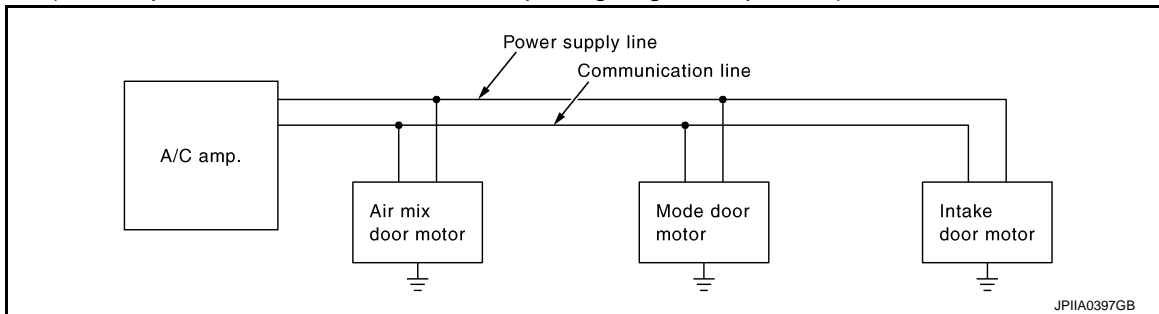 Power supply line
Communication line
A/C amp.
Air mix
door motor
Mode door
motor
Intake
door motor
JPIIA0397GB